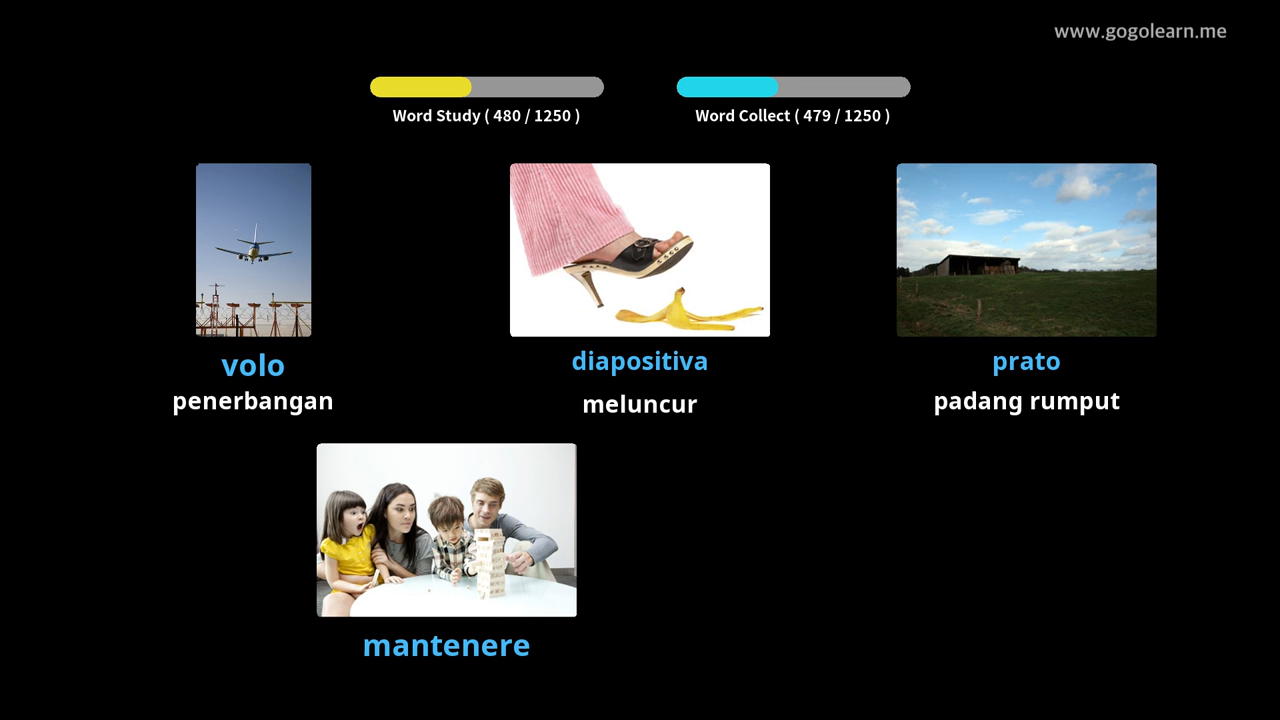 www.gogolearn.me
Word Study ( 480 / 1250 )
Word Collect ( 479 / 1250 )
volo
diapositiva
prato
penerbangan
meluncur
padang rumput
mantenere